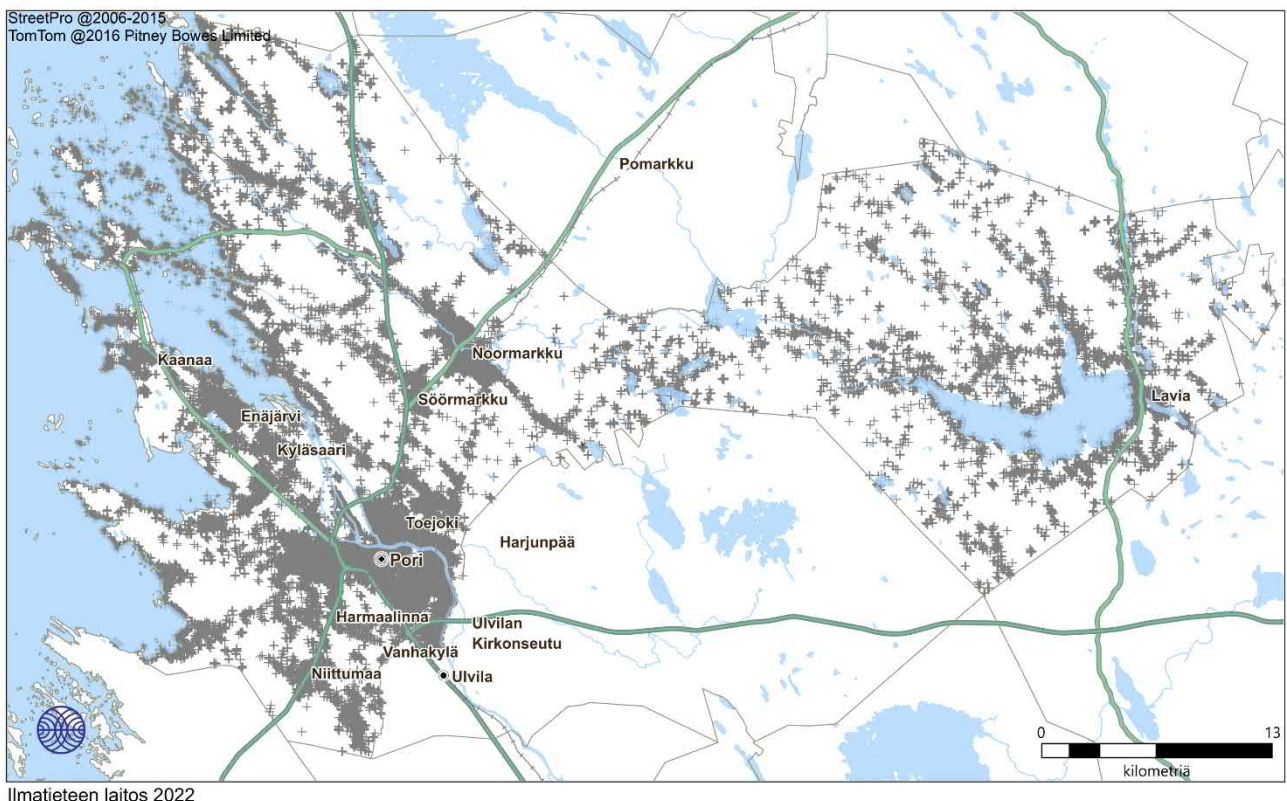 StreetPro @2006-2015
TomTom @2016 Pitney Bowes Limited
Pomarkku
Noormarkku
Kaanaa
Söörmarkku
Lavia
Enäjärvi
Kyläsaari
Toejoki
Harjunpää
Pori
Harmaalinna
Ulvilan
Kirkonseutu
Vanhakylä
Niittumaa
Ulvila
0 13
kilometriä
Ilmatieteen laitos 2022